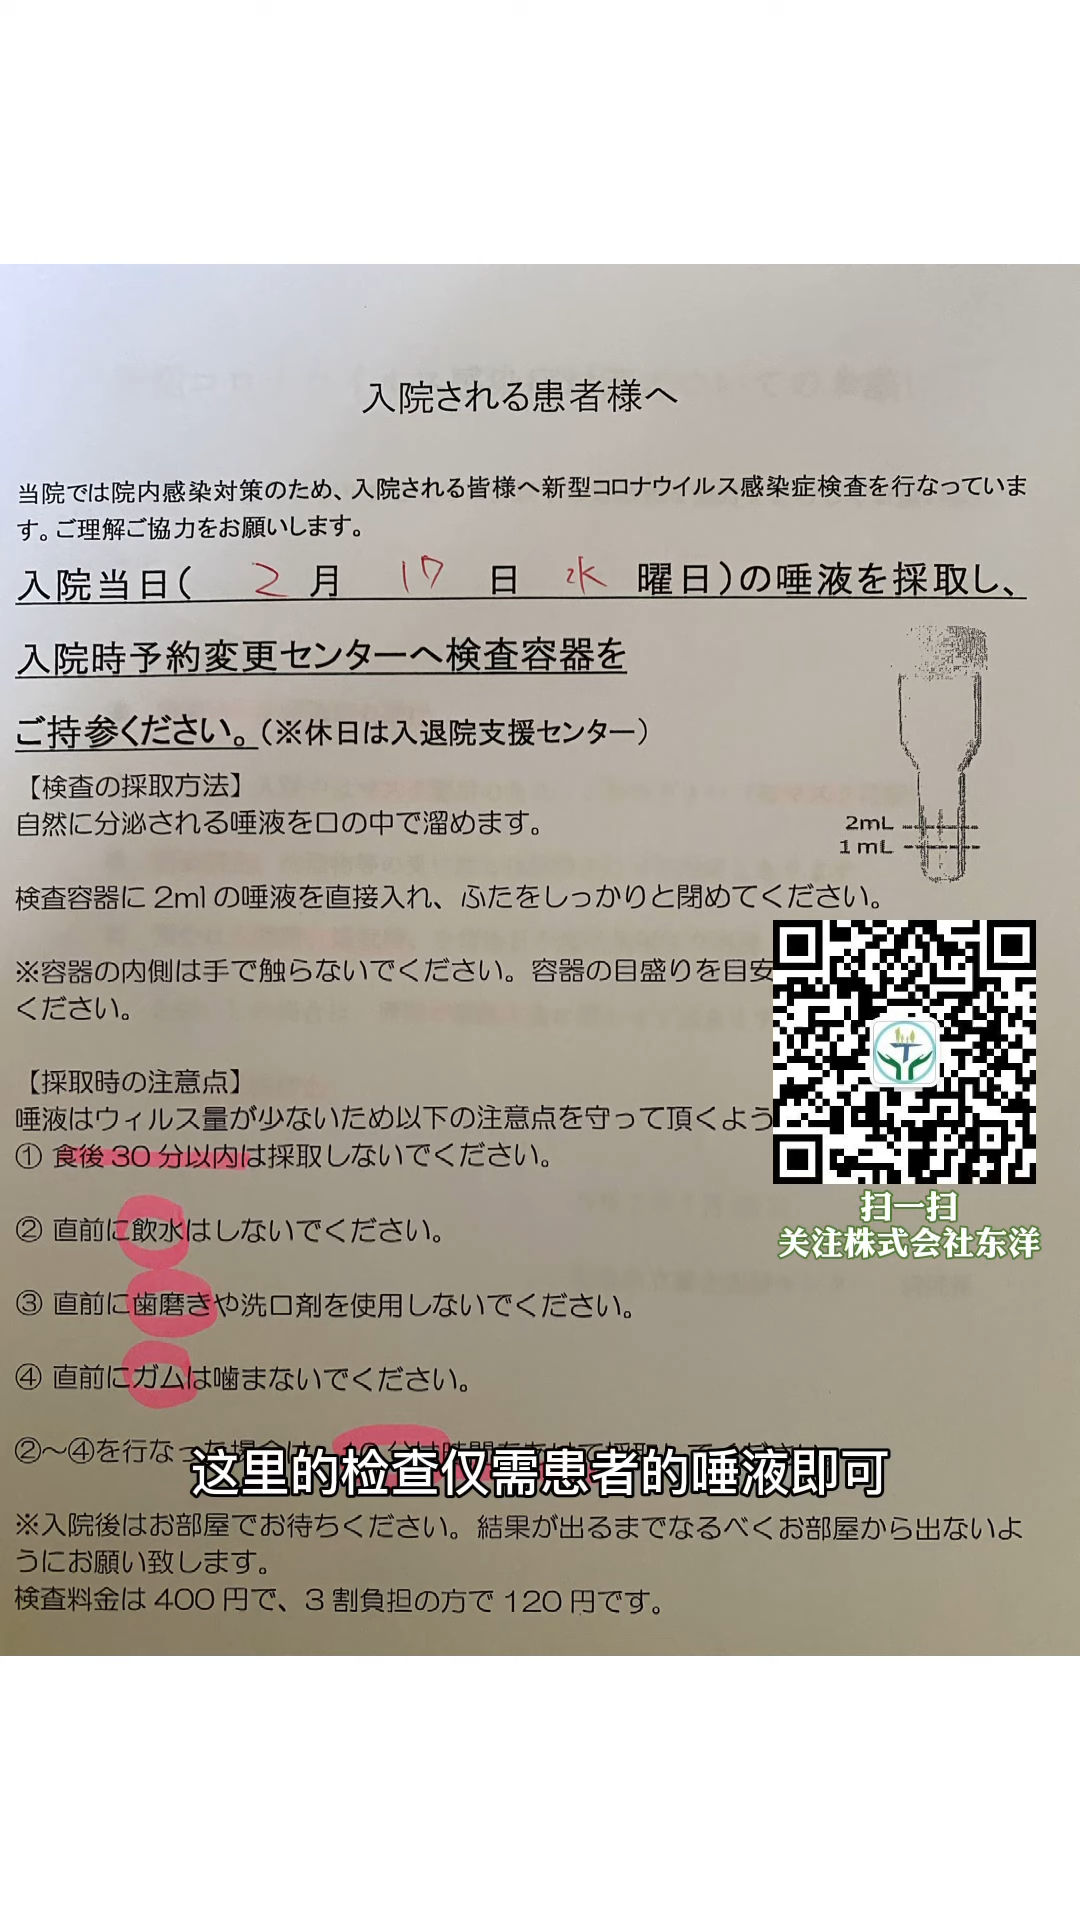 入院される患者様へ
当院では院内感染対策のため、入院される皆様へ新型コロナウイルス感染症検査を行なっていま
す。ご理解ご協力をお願いします。
入院当日( 2 月 17 日 水 曜日)の唾液を採取し、
入院時予約変更センターへ検査容器を
ご持参ください。(※休日は入退院支援センター)
【検査の採取方法】
自然に分泌される唾液を口の中で溜めます。
2mL
1mL
検査容器に 2ml の唾液を直接入れ、ふたをしっかりと閉めてください。
※容器の内側は手で触らないでください。容器の目盛りを目安
ください。
【採取時の注意点】
唾液はウィルス量が少ないため以下の注意点を守って頂くよう
① 食後 30 分以内は採取しないでください。
② 直前に飲水はしないでください。
③ 直前に歯磨きや洗口剤を使用しないでください。
④ 直前にガムは噛まないでください。
扫一扫
关注株式会社东洋
②～④を行なった場合は
这里的检查仅需患者的唾液即可
※入院後はお部屋でお待ちください。結果が出るまでなるべくお部屋から出ないよ
うにお願い致します。
検査料金は 400 円で、3 割負担の方で 120 円です。